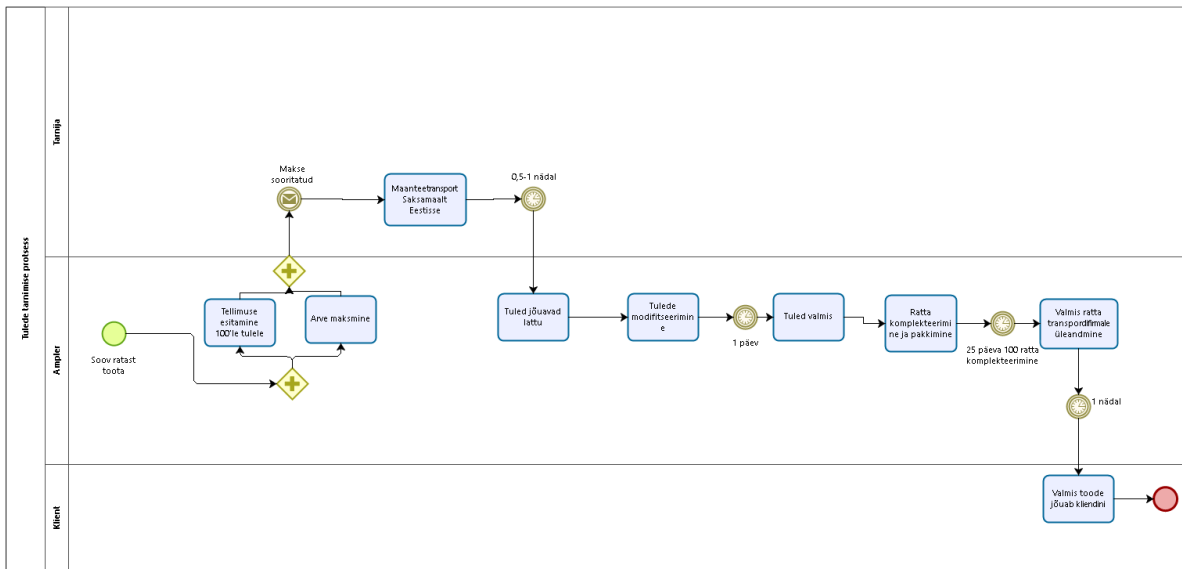 Tulede tarnimise protsess
Tarnija
Makse
sooritatud
Maanteetransport
Saksamaalt
Eestisse
0,5-1 nädal
Ampler
Soov ratast
toota
Tellimuse
esitamine
100'le tulele
Arve maksmine
Tuled jõuavad
lattu
Tulede
modifitseerimin
e
1 päev
Tuled valmis
Ratta
komplekteerimi
ne ja pakkimine
25 päeva 100 ratta
komplekteerimine
Valmis ratta
transpordifirmale
üleandmine
1 nädal
Klient
Valmis toode
jõuab kliendini